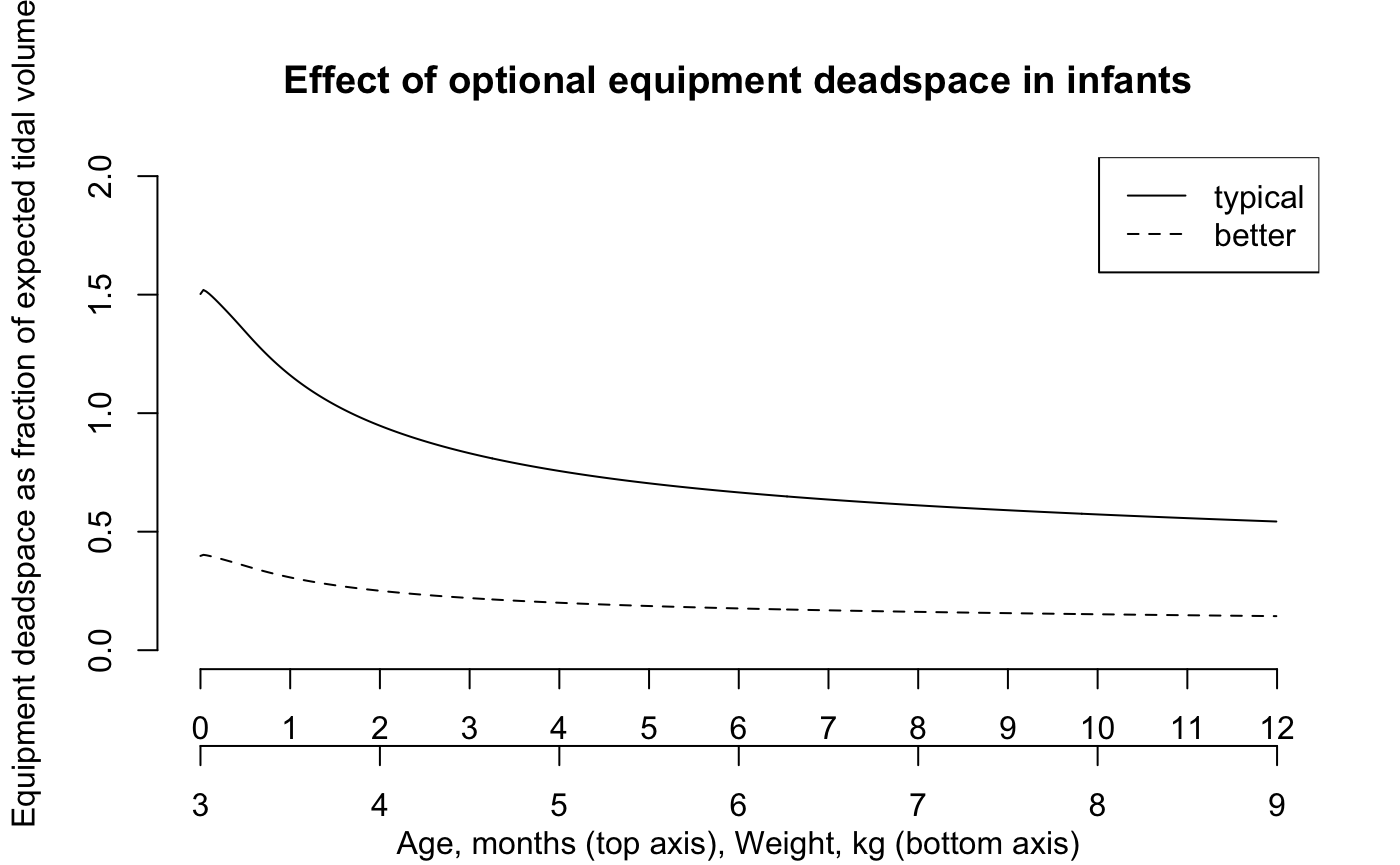 Effect of optional equipment deadspace in infants
Equipment deadspace as fraction of expected tidal volume
2.0
1.5
1.0
0.5
0.0
typical
better
0 1 2 3 4 5 6 7 8 9 10 11 12
3 4 5 6 7 8 9
Age, months (top axis), Weight, kg (bottom axis)